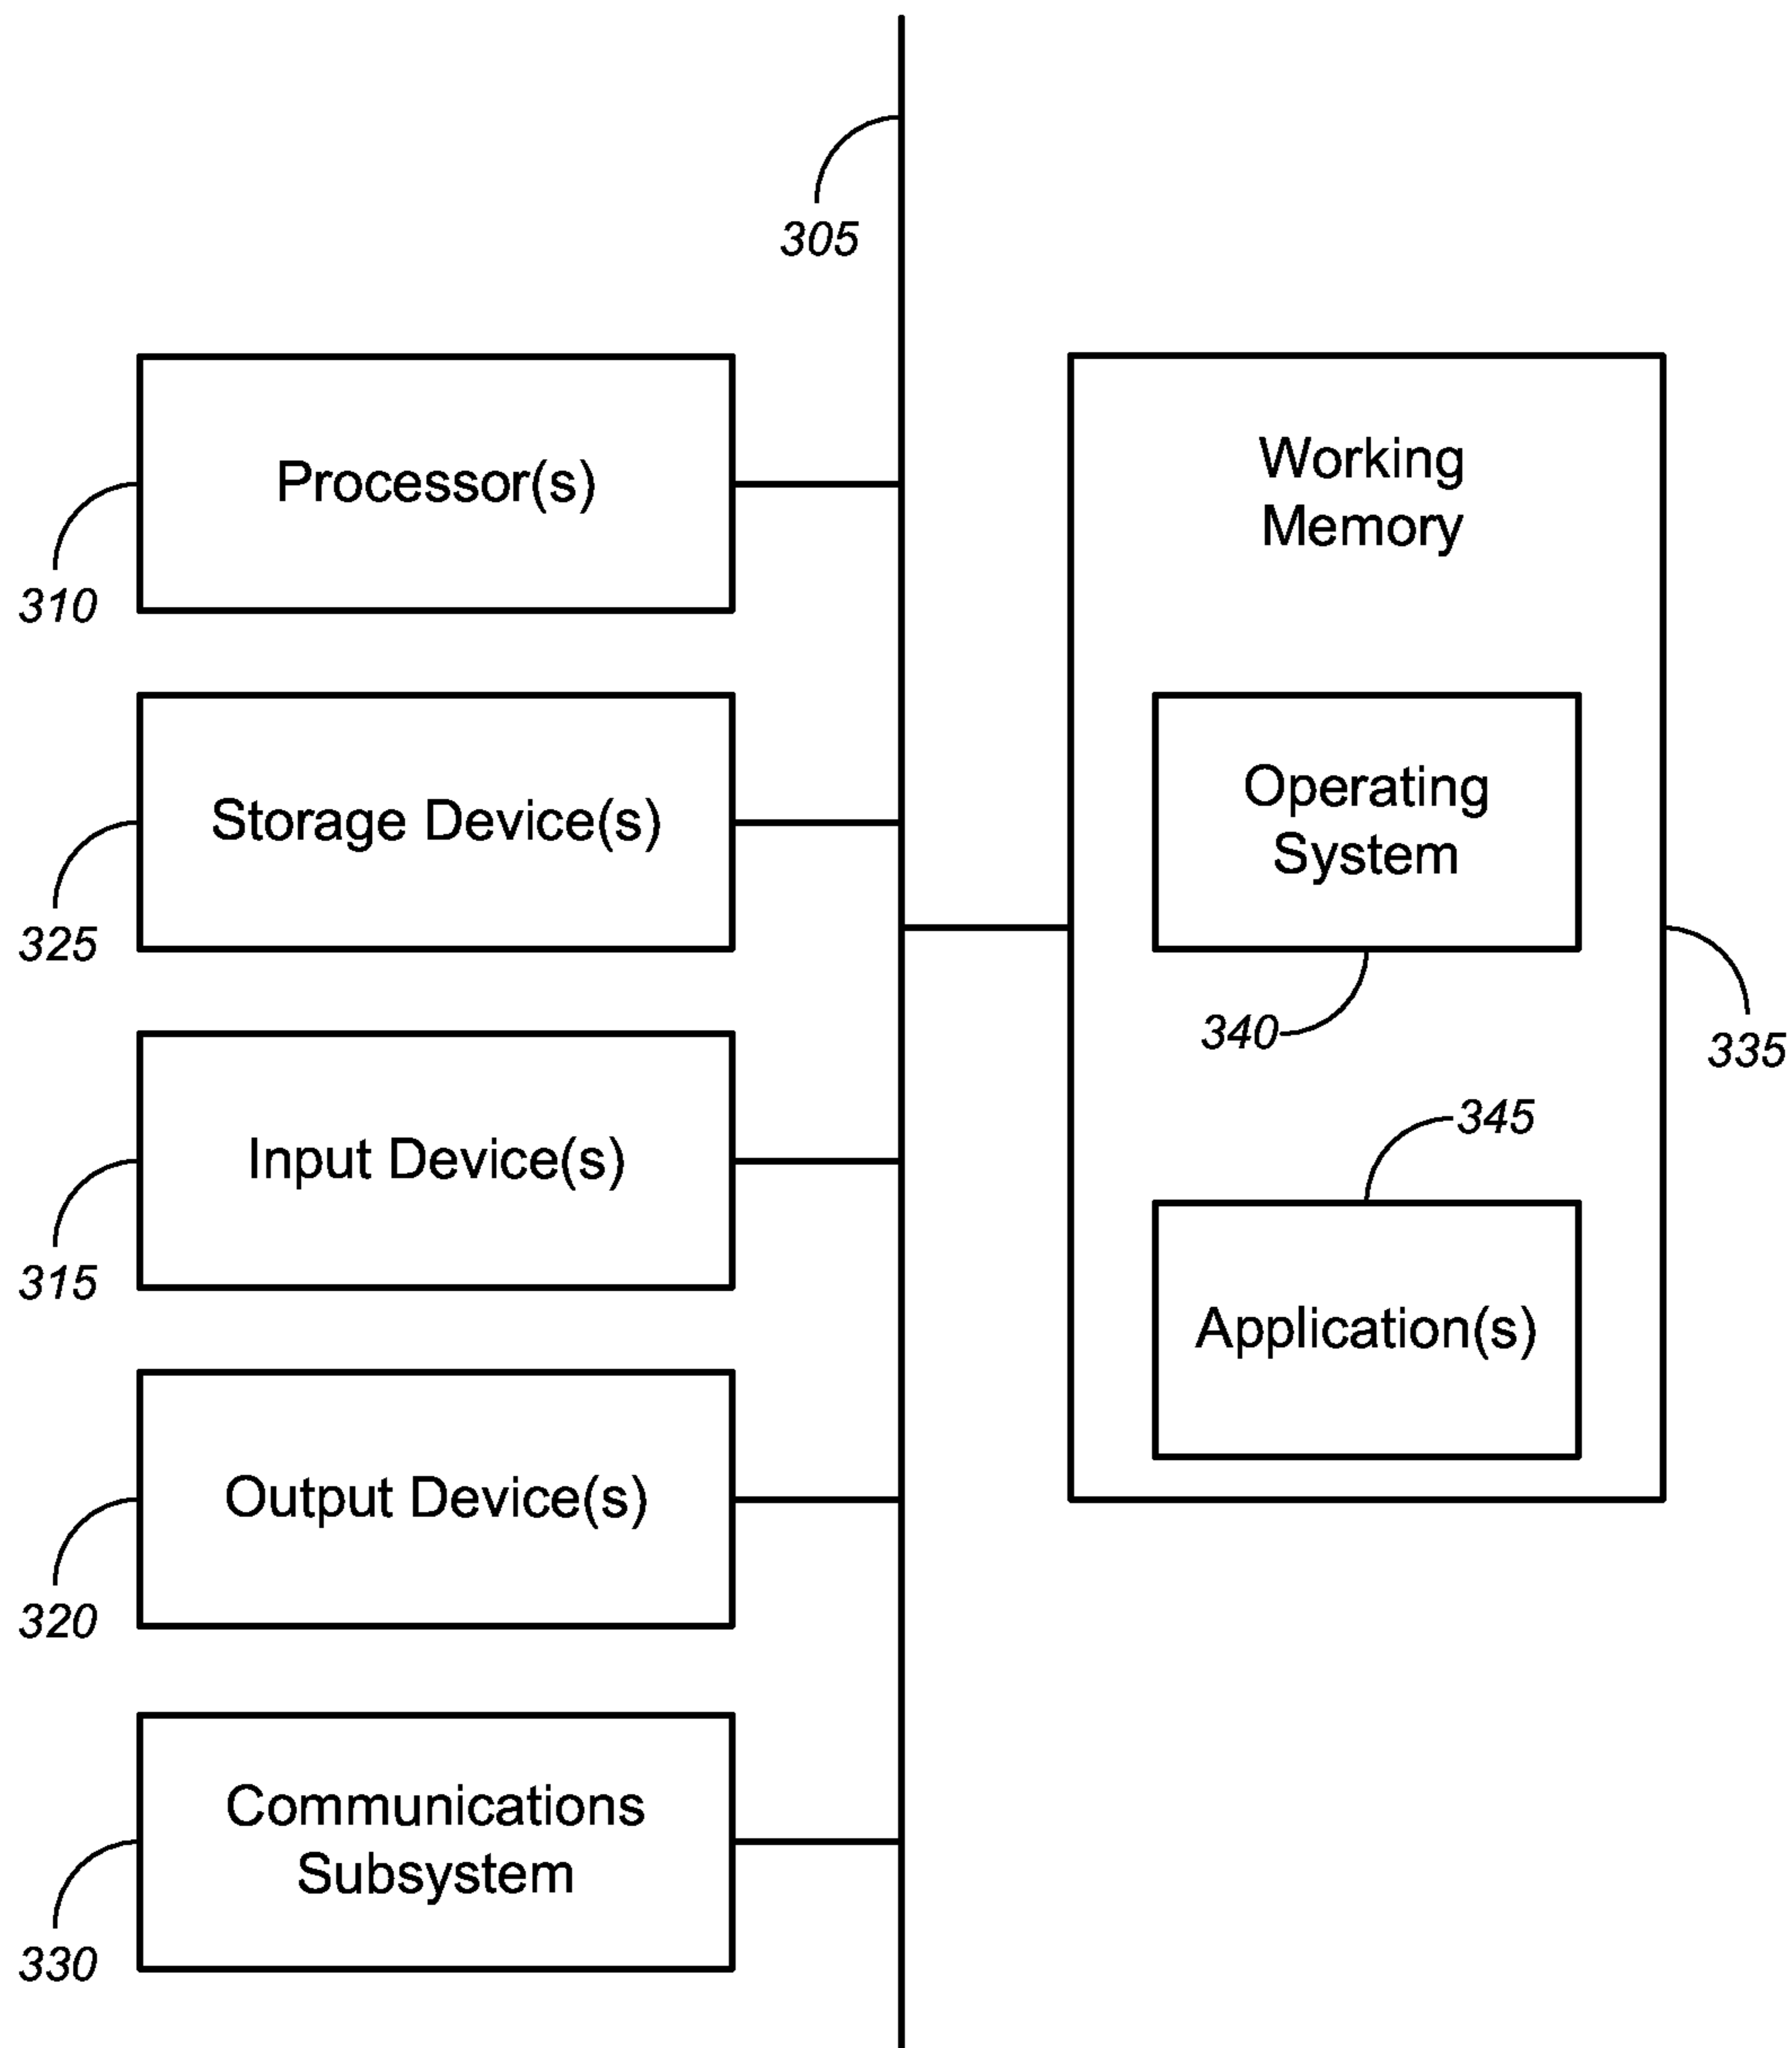 305
Processor(s)
310
Storage Device(s)
325
Input Device(s)
315
Output Device(s)
320
Communications
Subsystem
330
Working
Memory
Operating
System
340
335
345
Application(s)